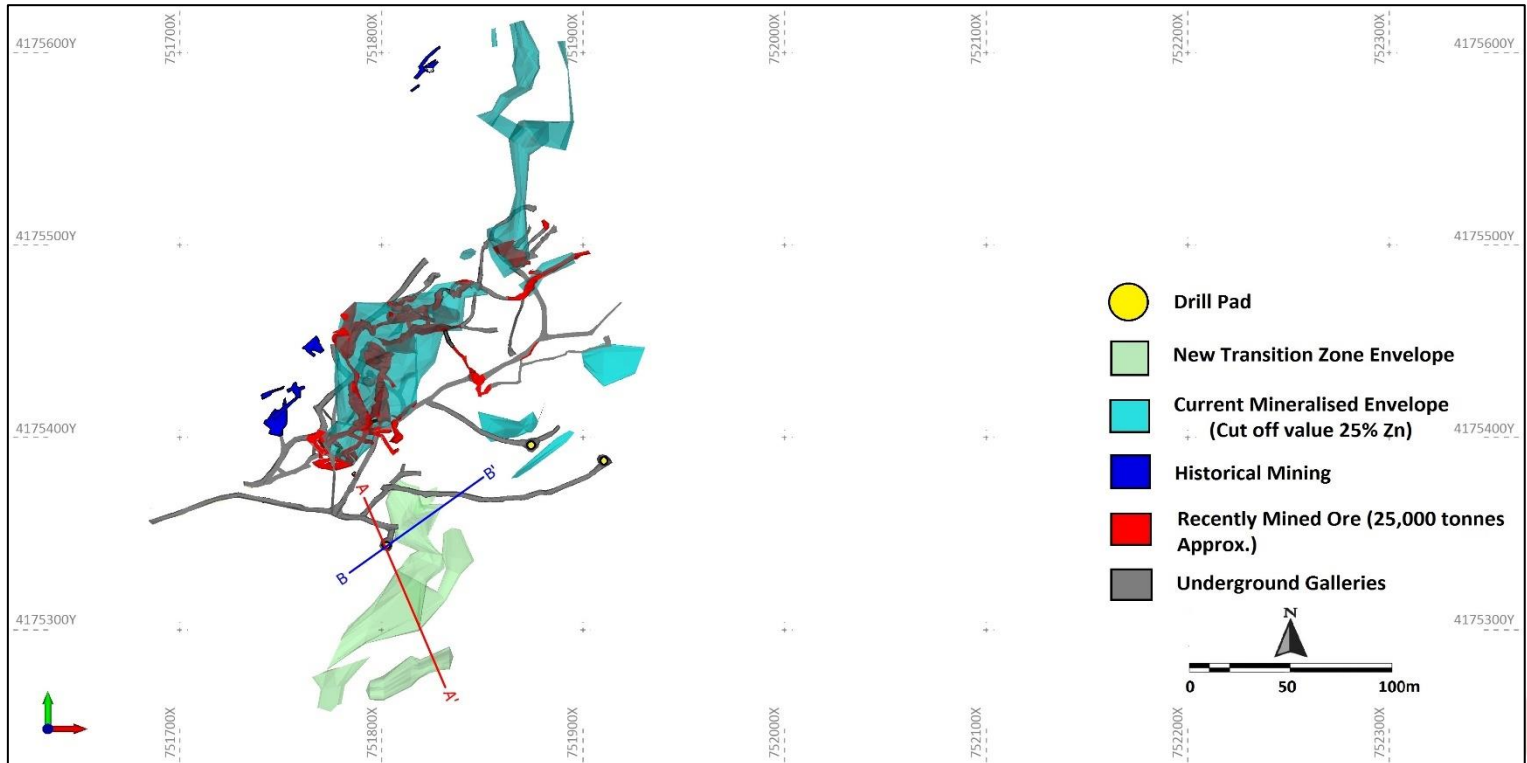 751700X
751800X
751900X
752000X
752100X
752200X
752300X
4175600Y
4175600Y
4175500Y
4175500Y
4175400Y
4175400Y
4175300Y
4175300Y
A
B'
B
A'
Drill Pad
New Transition Zone Envelope
Current Mineralised Envelope
(Cut off value 25% Zn)
Historical Mining
Recently Mined Ore (25,000 tonnes
Approx.)
Underground Galleries
N
0 50 100m
751700X
751800X
751900X
752000X
752100X
752200X
752300X